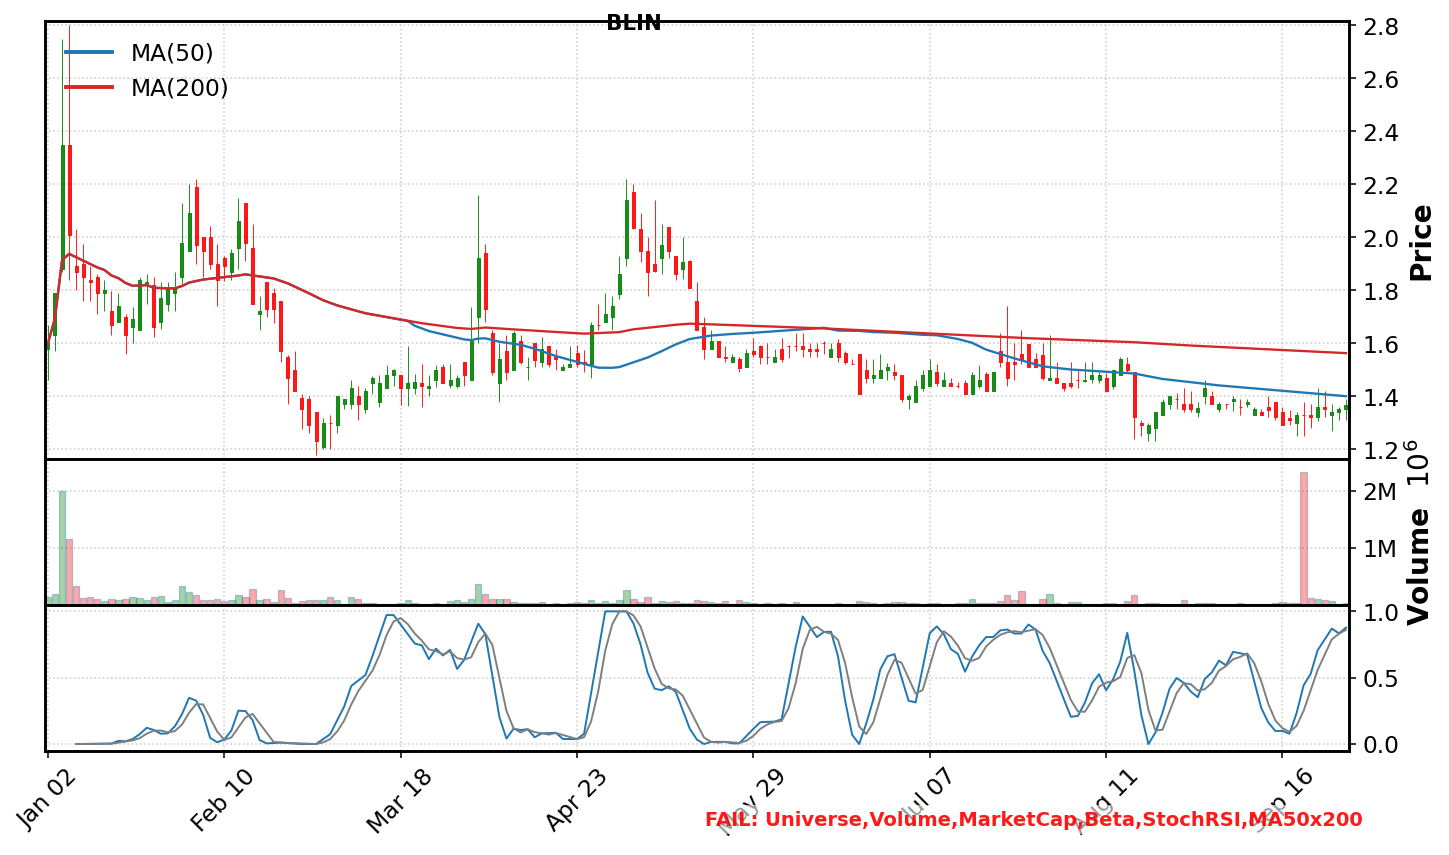 BLIN
MA(50)
MA(200)
2.8
2.6
2.4
2.2
2.0
1.8
1.6
1.4
1.2
Price
2M
1M
Volume 10^6
1.0
0.5
0.0
Jan 02
Feb 10
Mar 18
Apr 23
May 29
Jul 07
Aug 11
Sep 16
FAIL: Universe,Volume,MarketCap,Beta,StochRSI,MA50x200